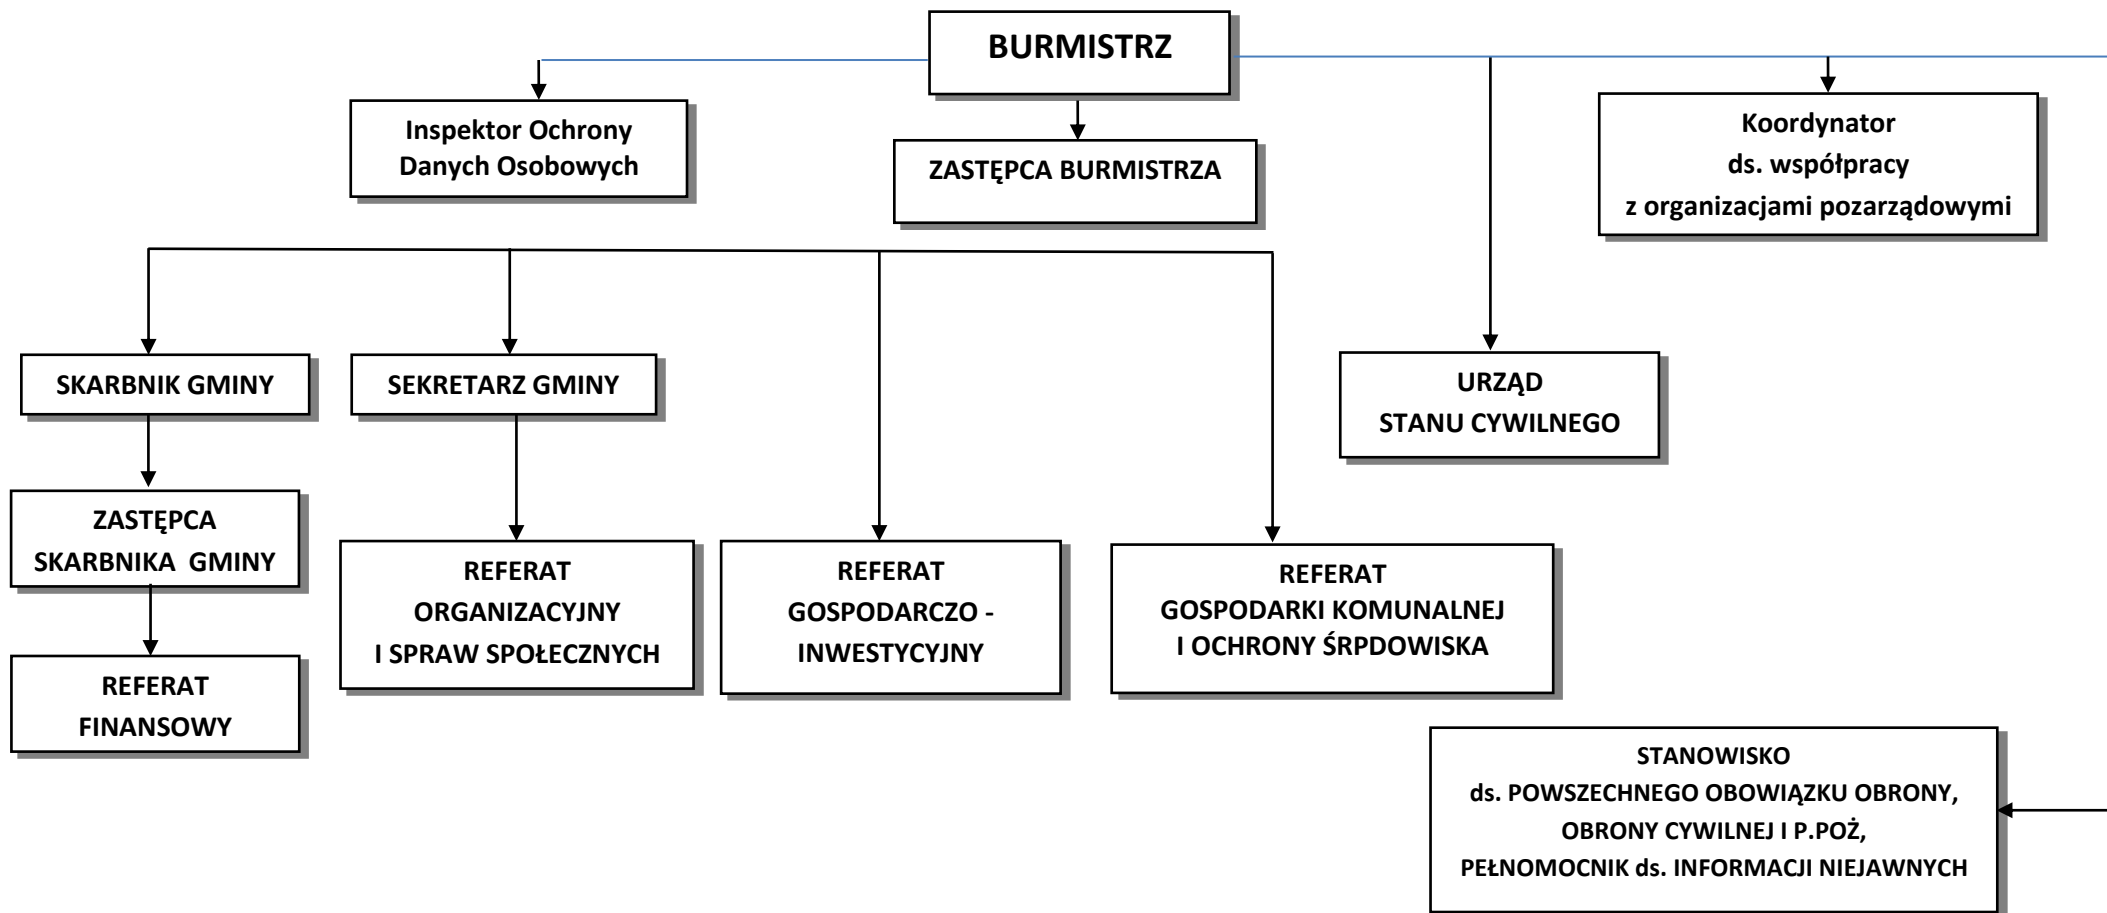 BURMISTRZ
Inspektor Ochrony
Danych Osobowych
ZASTĘPCA BURMISTRZA
Koordynator
ds. współpracy
z organizacjami pozarządowymi
SKARBNIK GMINY
SEKRETARZ GMINY
URZĄD
STANU CYWILNEGO
ZASTĘPCA
SKARBNIKA GMINY
REFERAT
ORGANIZACYJNY
I SPRAW SPOŁECZNYCH
REFERAT
GOSPODARCZO -
INWESTYCYJNY
REFERAT
GOSPODARKI KOMUNALNEJ
I OCHRONY ŚRPDOWISKA
REFERAT
FINANSOWY
STANOWISKO
ds. POWSZECHNEGO OBOWIĄZKU OBRONY,
OBRONY CYWILNEJ I P.POŻ,
PEŁNOMOCNIK ds. INFORMACJI NIEJAWNYCH